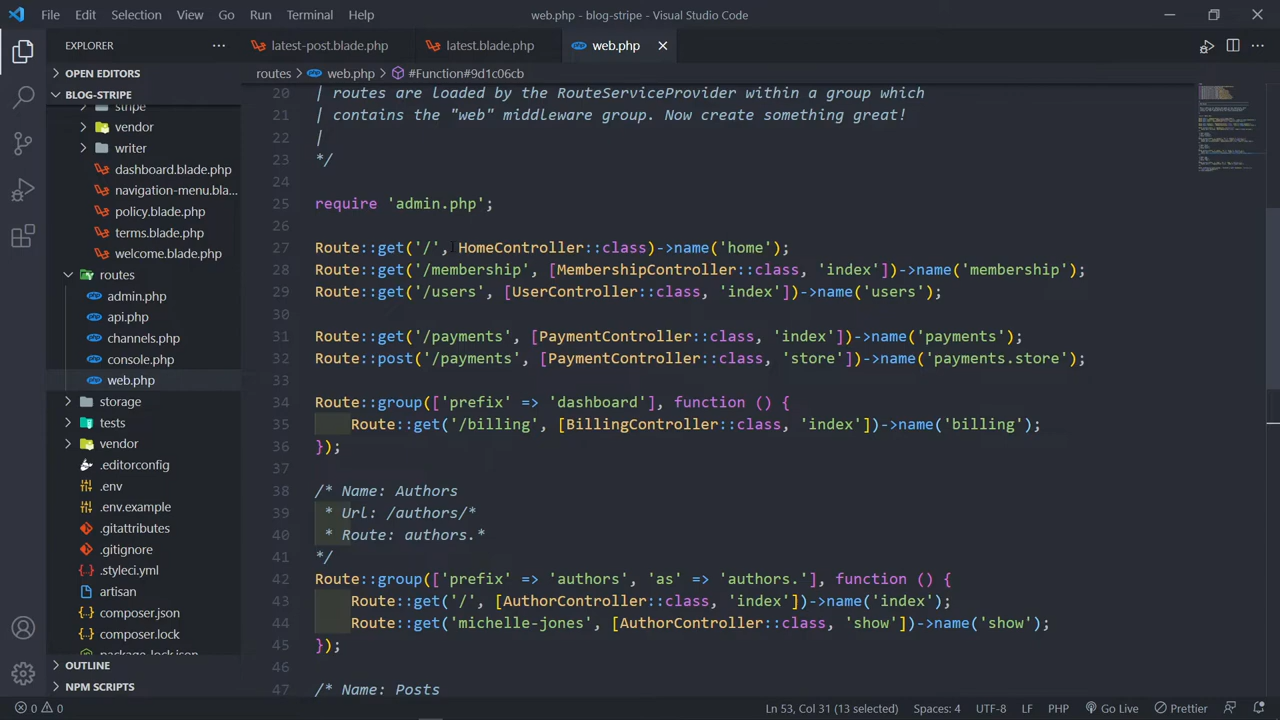 File Edit Selection View Go Run Terminal Help
web.php - blog-stripe - Visual Studio Code
EXPLORER
latest-post.blade.php
latest.blade.php
web.php
OPEN EDITORS
BLOG-STRIPE
stripe
vendor
writer
dashboard.blade.php
navigation-menu.bla...
policy.blade.php
terms.blade.php
welcome.blade.php
routes
admin.php
api.php
channels.php
console.php
web.php
storage
tests
vendor
.editorconfig
.env
.env.example
.gitattributes
.gitignore
.styleci.yml
artisan
composer.json
composer.lock
package-lock.json
OUTLINE
NPM SCRIPTS
routes > web.php > #Function#9d1c06cb
20 | routes are loaded by the RouteServiceProvider within a group which
21 | contains the "web" middleware group. Now create something great!
22 |
23 */
24
25 require 'admin.php';
26
27 Route::get('/', HomeController::class)->name('home');
28 Route::get('/membership', [MembershipController::class, 'index'])->name('membership');
29 Route::get('/users', [UserController::class, 'index'])->name('users');
30
31 Route::get('/payments', [PaymentController::class, 'index'])->name('payments');
32 Route::post('/payments', [PaymentController::class, 'store'])->name('payments.store');
33
34 Route::group(['prefix' => 'dashboard'], function () {
35 Route::get('/billing', [BillingController::class, 'index'])->name('billing');
36 });
37
38 /* Name: Authors
39 * Url: /authors/*
40 * Route: authors.*
41 */
42 Route::group(['prefix' => 'authors', 'as' => 'authors.'], function () {
43 Route::get('/', [AuthorController::class, 'index'])->name('index');
44 Route::get('michelle-jones', [AuthorController::class, 'show'])->name('show');
45 });
46
47 /* Name: Posts
0 0
Ln 53, Col 31 (13 selected) Spaces: 4 UTF-8 LF PHP Go Live Prettier